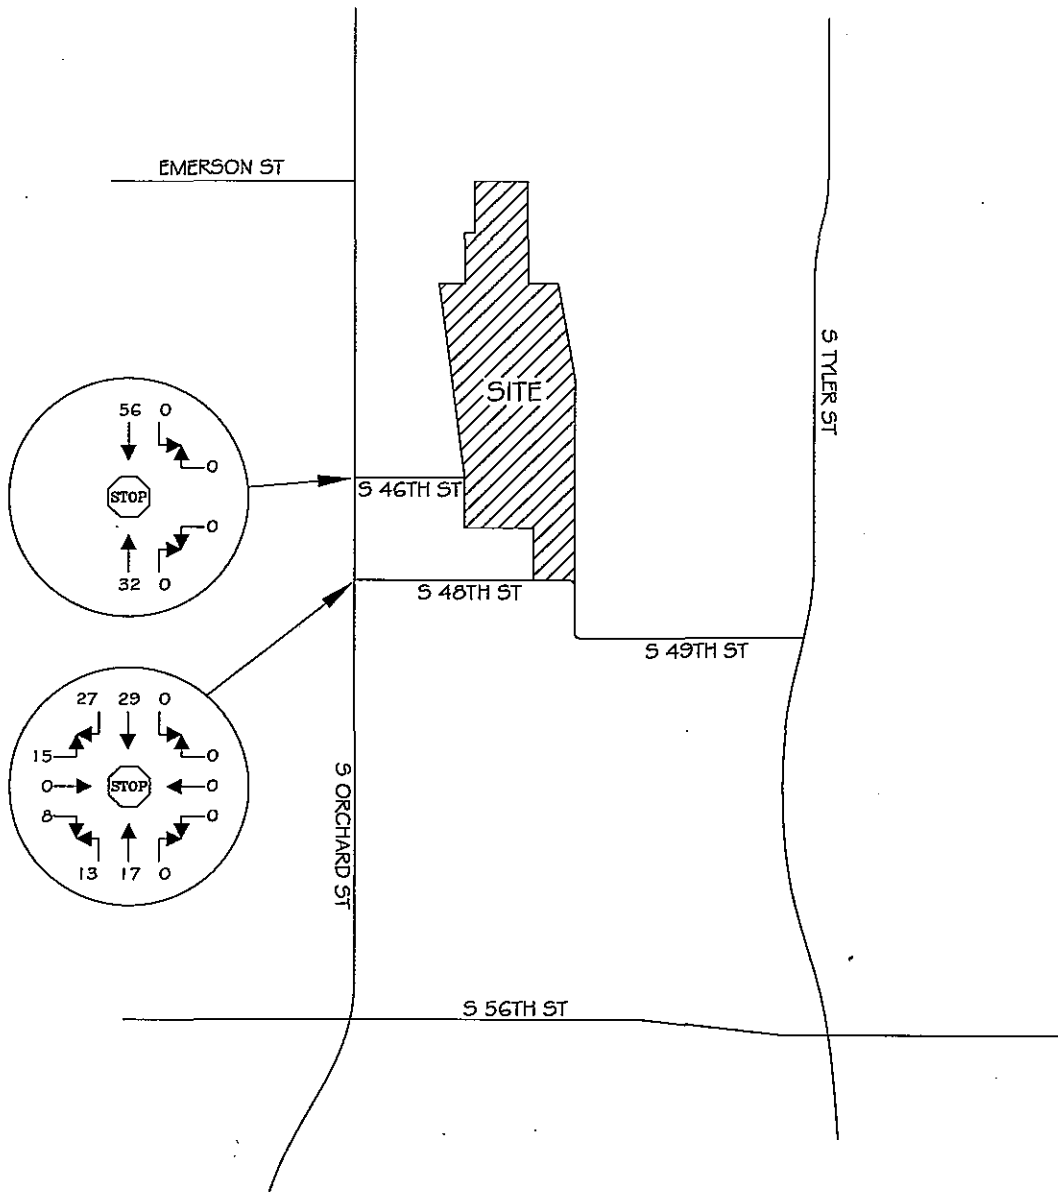 EMERSON ST
S TYLER ST
SITE
56 0
0
STOP
S 46TH ST
0
32 0
S 48TH ST
S 49TH ST
27 29 0
15 0
0 STOP 0
8 0
13 17 0
S ORCHARD ST
S 56TH ST